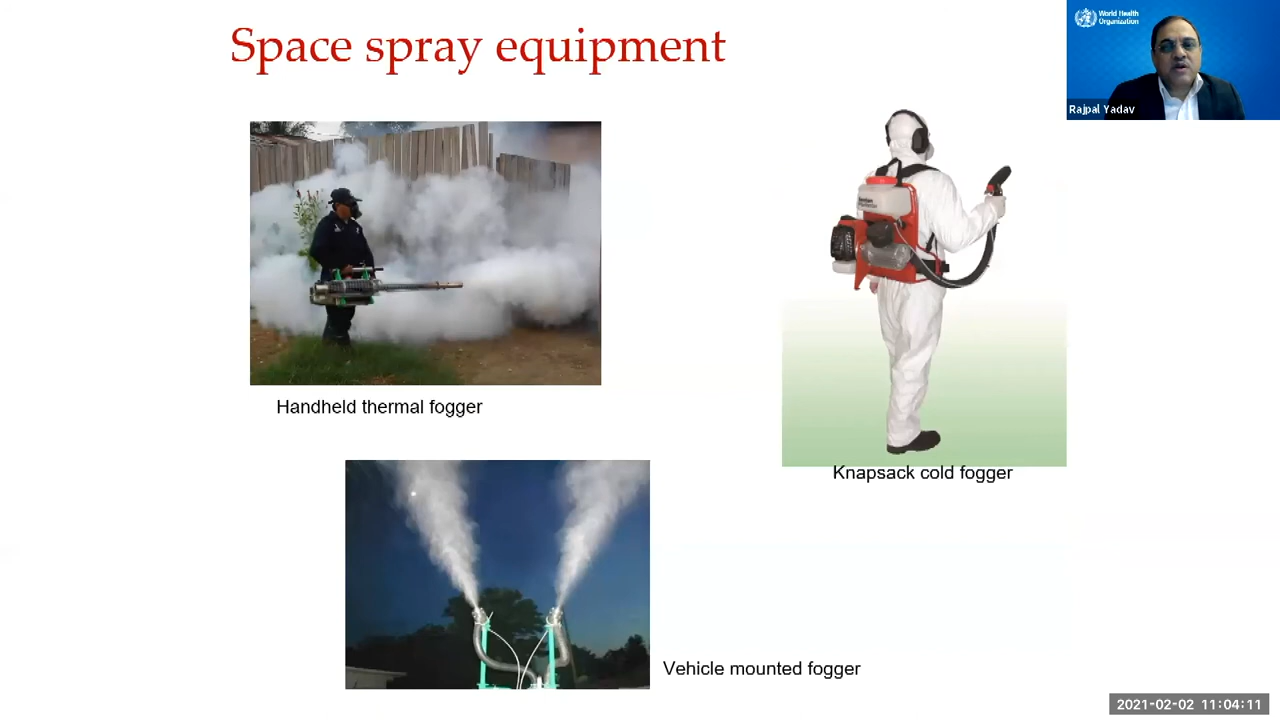 Space spray equipment
World Health
Organization
Rajpal Yadav
Handheld thermal fogger
Knapsack cold fogger
Vehicle mounted fogger
2021-02-02 11:04:11